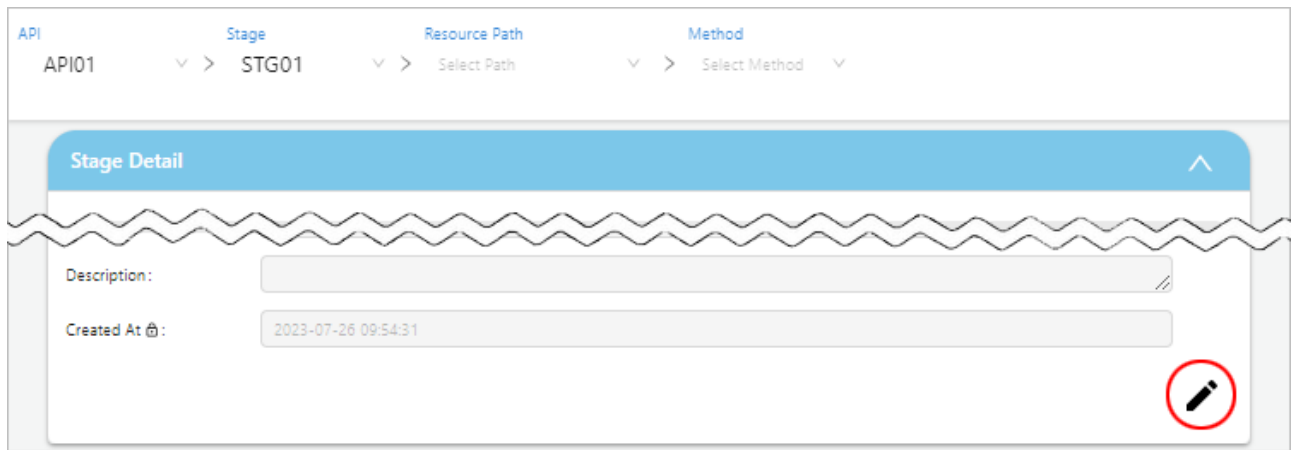 API Stage Resource Path Method
API01 > STG01 > Select Path > Select Method
Stage Detail
Description:
Created At : 2023-07-26 09:54:31